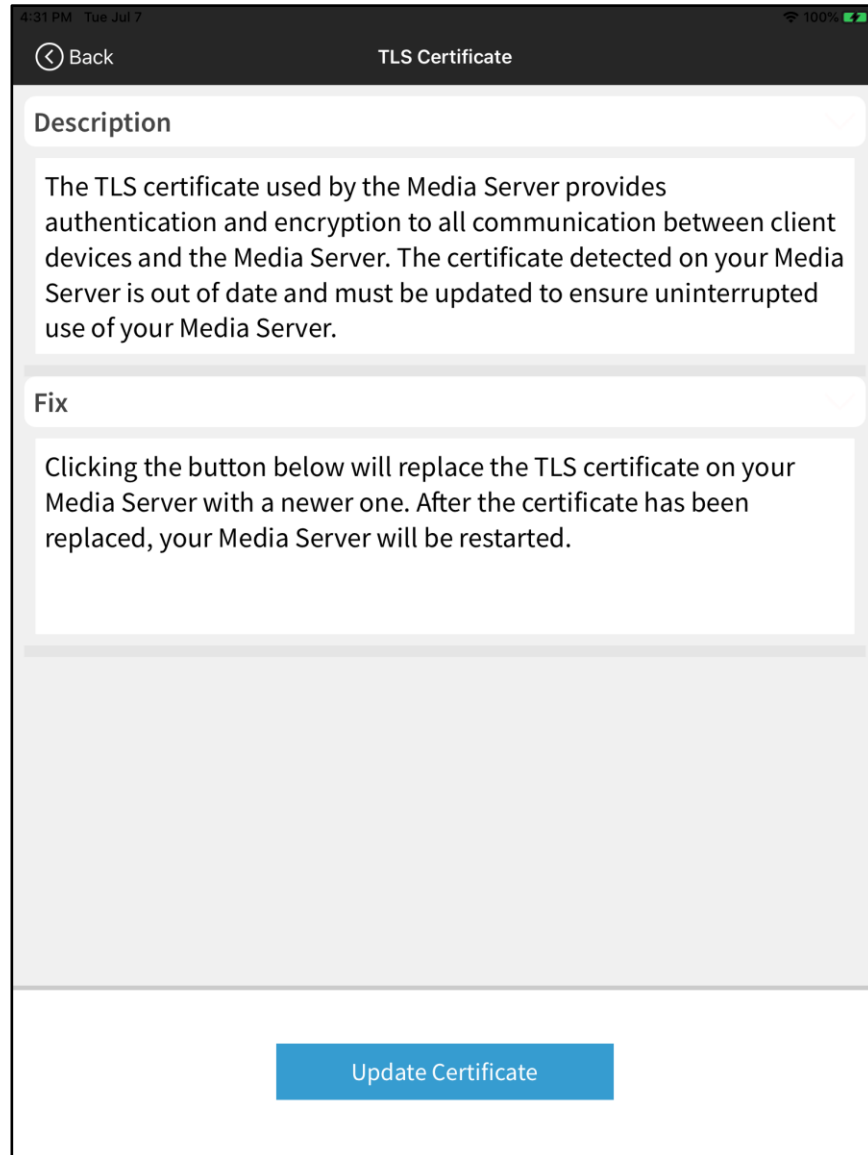 4:31 PM Tue Jul 7 100%
Back TLS Certificate
Description
The TLS certificate used by the Media Server provides
authentication and encryption to all communication between client
devices and the Media Server. The certificate detected on your Media
Server is out of date and must be updated to ensure uninterrupted
use of your Media Server.
Fix
Clicking the button below will replace the TLS certificate on your
Media Server with a newer one. After the certificate has been
replaced, your Media Server will be restarted.
Update Certificate